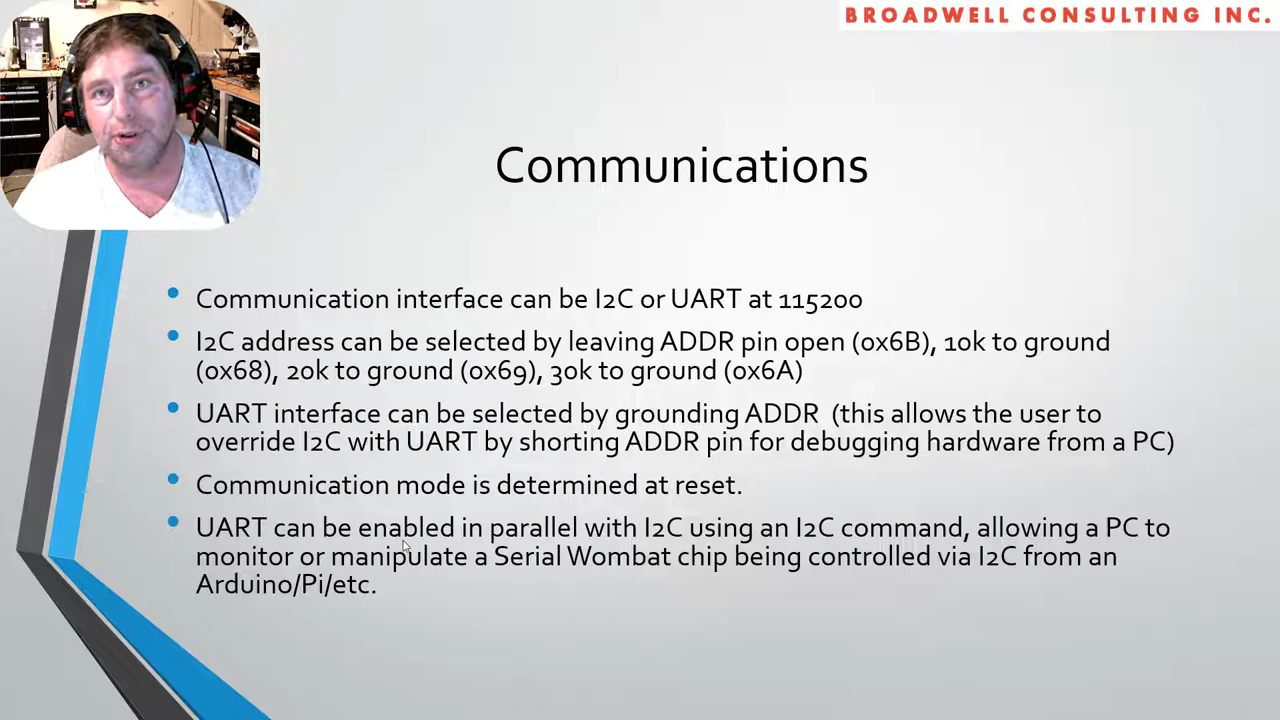 BROADWELL CONSULTING INC.
Communications
• Communication interface can be I2C or UART at 115200
• I2C address can be selected by leaving ADDR pin open (0x6B), 10k to ground
(0x68), 20k to ground (0x69), 30k to ground (0x6A)
• UART interface can be selected by grounding ADDR (this allows the user to
override I2C with UART by shorting ADDR pin for debugging hardware from a PC)
• Communication mode is determined at reset.
• UART can be enabled in parallel with I2C using an I2C command, allowing a PC to
monitor or manipulate a Serial Wombat chip being controlled via I2C from an
Arduino/Pi/etc.